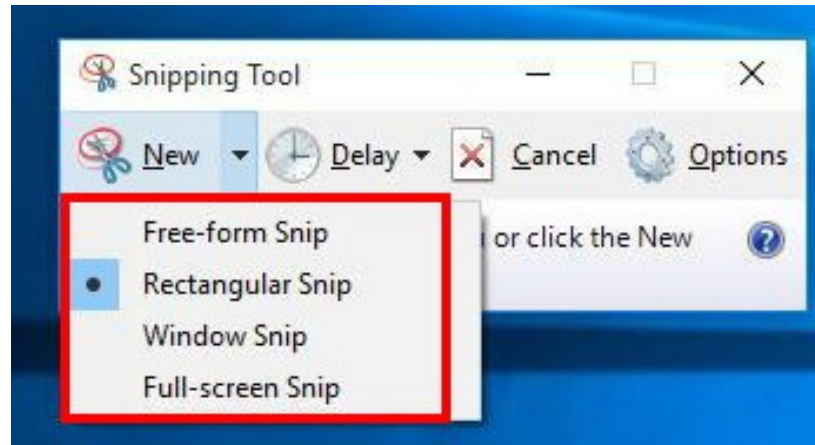 Snipping Tool
New Delay Cancel Options
or click the New
Free-form Snip
Rectangular Snip
Window Snip
Full-screen Snip